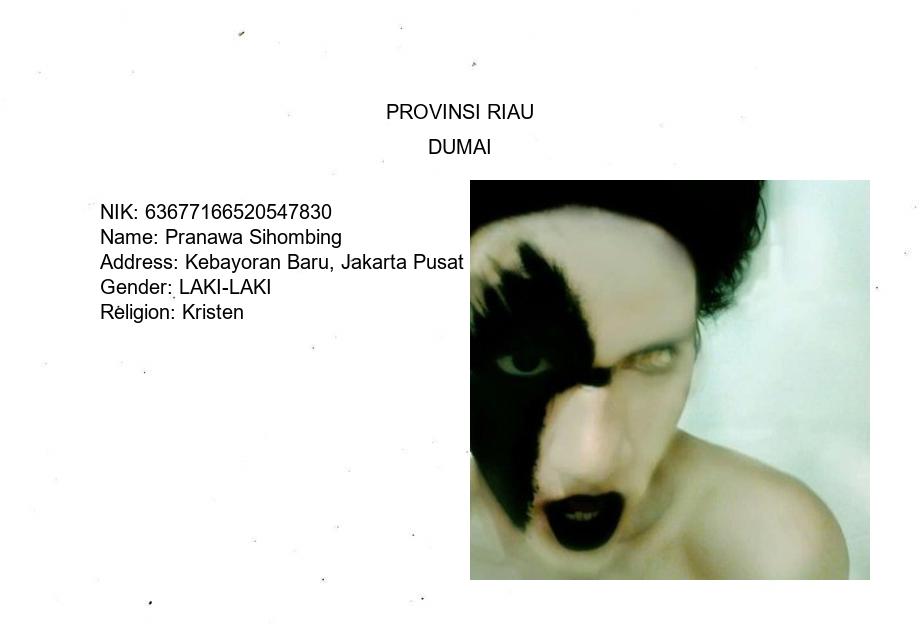 PROVINSI RIAU
DUMAI
NIK: 63677166520547830
Name: Pranawa Sihombing
Address: Kebayoran Baru, Jakarta Pusat
Gender: LAKI-LAKI
Religion: Kristen